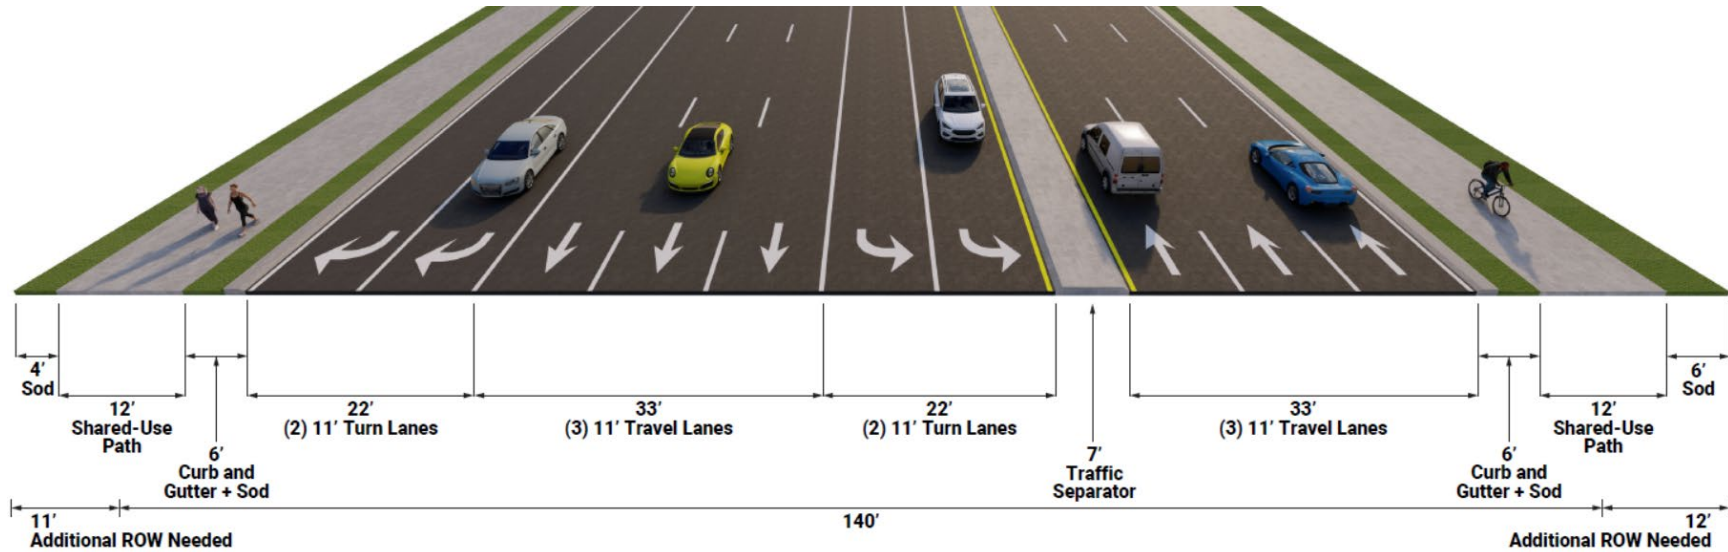 4’
Sod
12’
Shared-Use
Path
6’
Curb and
Gutter + Sod
22’
(2) 11’ Turn Lanes
33’
(3) 11’ Travel Lanes
22’
(2) 11’ Turn Lanes
7’
Traffic
Separator
33’
(3) 11’ Travel Lanes
6’
Curb and
Gutter + Sod
12’
Shared-Use
Path
6’
Sod
11’
Additional ROW Needed
140’
12’
Additional ROW Needed